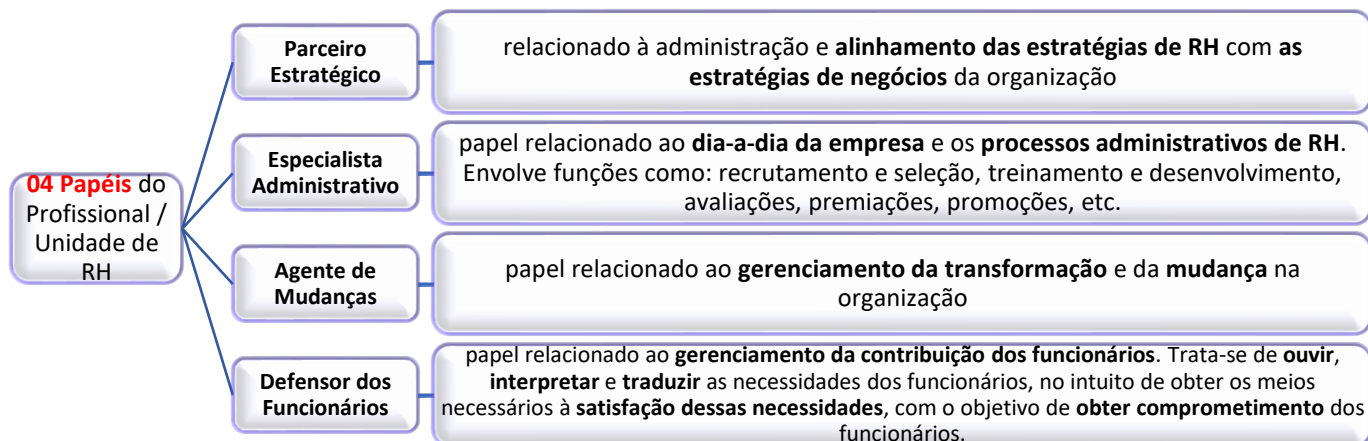 04 Papéis do
Profissional /
Unidade de
RH
Parceiro
Estratégico
relacionado à administração e alinhamento das estratégias de RH com as
estratégias de negócios da organização
Especialista
Administrativo
papel relacionado ao dia-a-dia da empresa e os processos administrativos de RH.
Envolve funções como: recrutamento e seleção, treinamento e desenvolvimento,
avaliações, premiações, promoções, etc.
Agente de
Mudanças
papel relacionado ao gerenciamento da transformação e da mudança na
organização
Defensor dos
Funcionários
papel relacionado ao gerenciamento da contribuição dos funcionários. Trata-se de ouvir,
interpretar e traduzir as necessidades dos funcionários, no intuito de obter os meios
necessários à satisfação dessas necessidades, com o objetivo de obter comprometimento dos
funcionários.